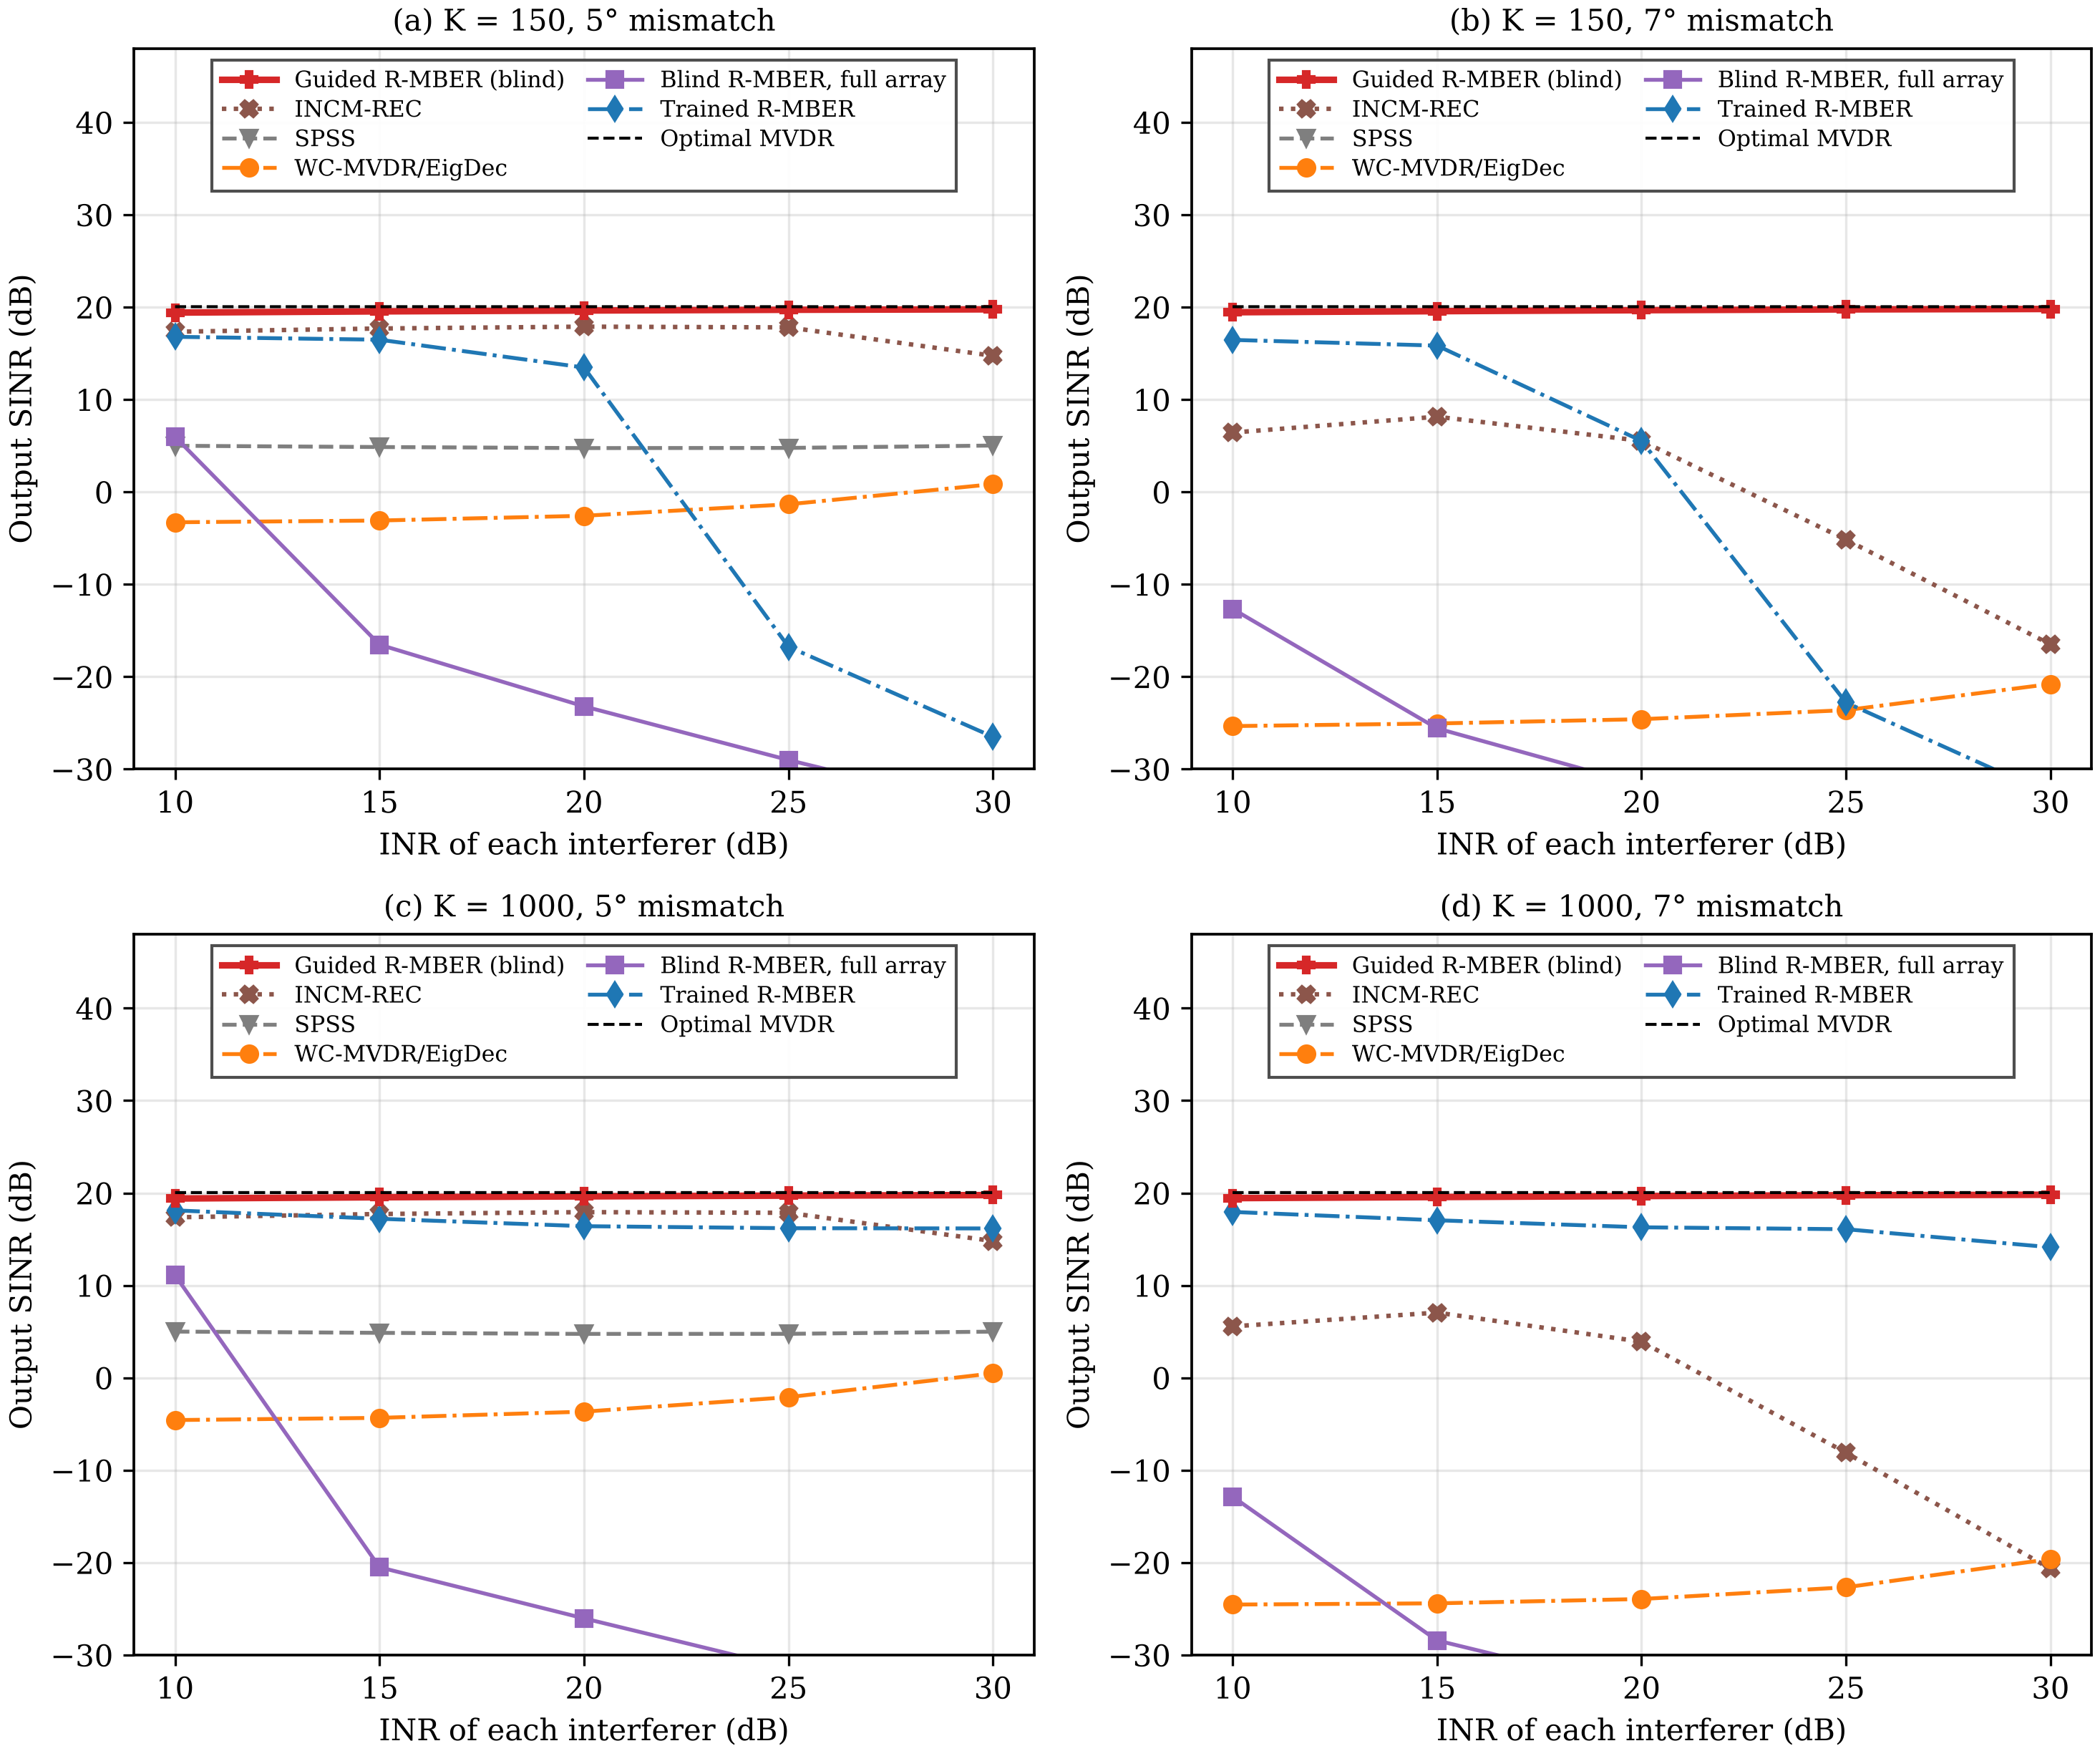 (a) K = 150, 5° mismatch
Guided R-MBER (blind)
INCM-REC
SPSS
WC-MVDR/EigDec
Blind R-MBER, full array
Trained R-MBER
Optimal MVDR
Output SINR (dB)
40
30
20
10
0
−10
−20
−30
10 15 20 25 30
INR of each interferer (dB)
(b) K = 150, 7° mismatch
Guided R-MBER (blind)
INCM-REC
SPSS
WC-MVDR/EigDec
Blind R-MBER, full array
Trained R-MBER
Optimal MVDR
Output SINR (dB)
40
30
20
10
0
−10
−20
−30
10 15 20 25 30
INR of each interferer (dB)
(c) K = 1000, 5° mismatch
Guided R-MBER (blind)
INCM-REC
SPSS
WC-MVDR/EigDec
Blind R-MBER, full array
Trained R-MBER
Optimal MVDR
Output SINR (dB)
40
30
20
10
0
−10
−20
−30
10 15 20 25 30
INR of each interferer (dB)
(d) K = 1000, 7° mismatch
Guided R-MBER (blind)
INCM-REC
SPSS
WC-MVDR/EigDec
Blind R-MBER, full array
Trained R-MBER
Optimal MVDR
Output SINR (dB)
40
30
20
10
0
−10
−20
−30
10 15 20 25 30
INR of each interferer (dB)